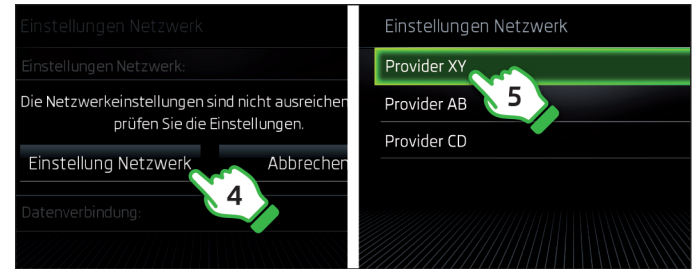 Einstellungen Netzwerk
Einstellungen Netzwerk:
Die Netzwerkeinstellungen sind nicht ausreichen
prüfen Sie die Einstellungen.
Einstellung Netzwerk
Abbrechen
4
Datenverbindung:
Einstellungen Netzwerk
Provider XY
5
Provider AB
Provider CD